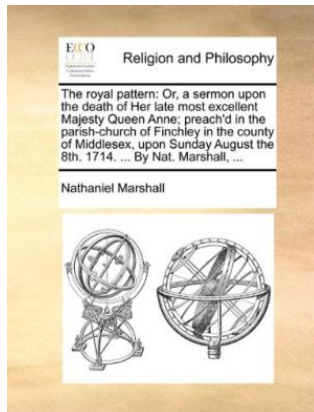 ECCO
Religion and Philosophy
The royal pattern: Or, a sermon upon
the death of Her late most excellent
Majesty Queen Anne; preach'd in the
parish-church of Finchley in the county
of Middlesex, upon Sunday August the
8th. 1714. ... By Nat. Marshall, ...
Nathaniel Marshall